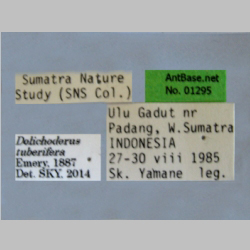 Sumatra Nature
Study (SNS Col.)
AntBase.net
No. 01295
Dolichoderus
tuberifera
Emery, 1887 *
Det. SKY. 2014
Ulu Gadut nr
Padang, W.Sumatra
INDONESIA *
27-30 viii 1985
Sk. Yamane leg.